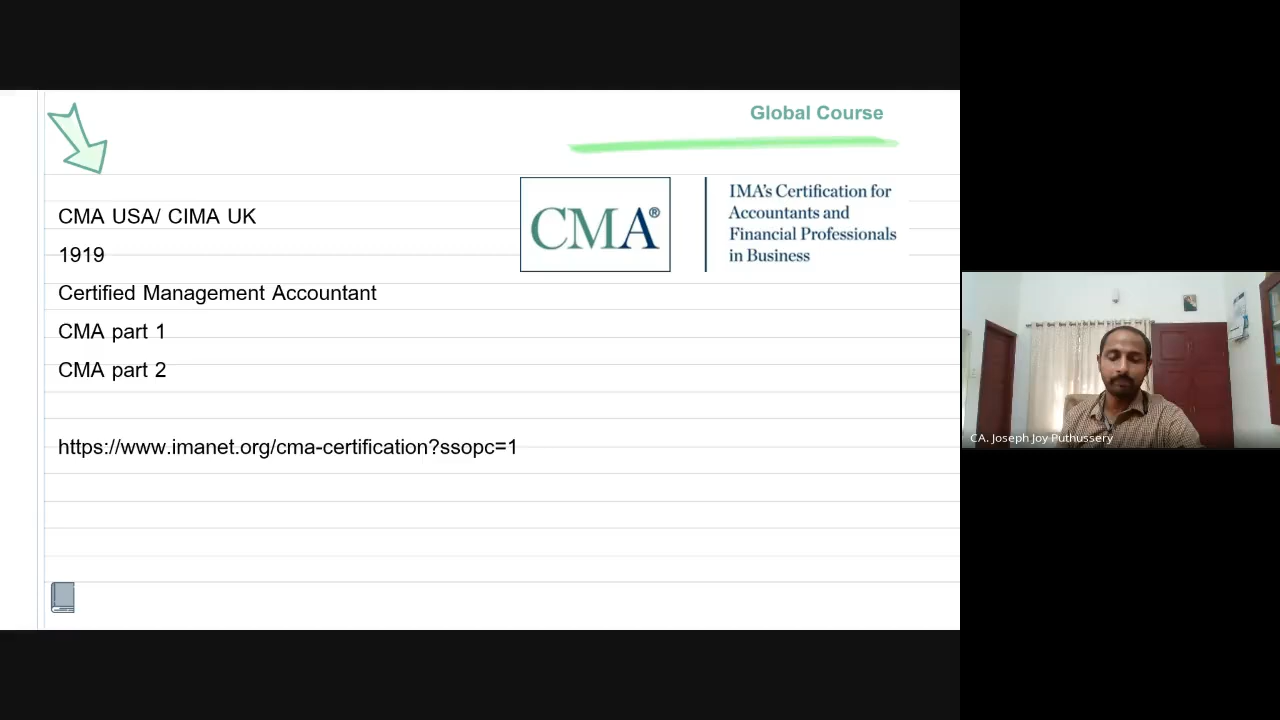 Global Course
CMA USA/ CIMA UK
1919
Certified Management Accountant
CMA part 1
CMA part 2
https://www.imanet.org/cma-certification?ssopc=1
CMA®
IMA's Certification for
Accountants and
Financial Professionals
in Business
CA. Joseph Joy Puthussery